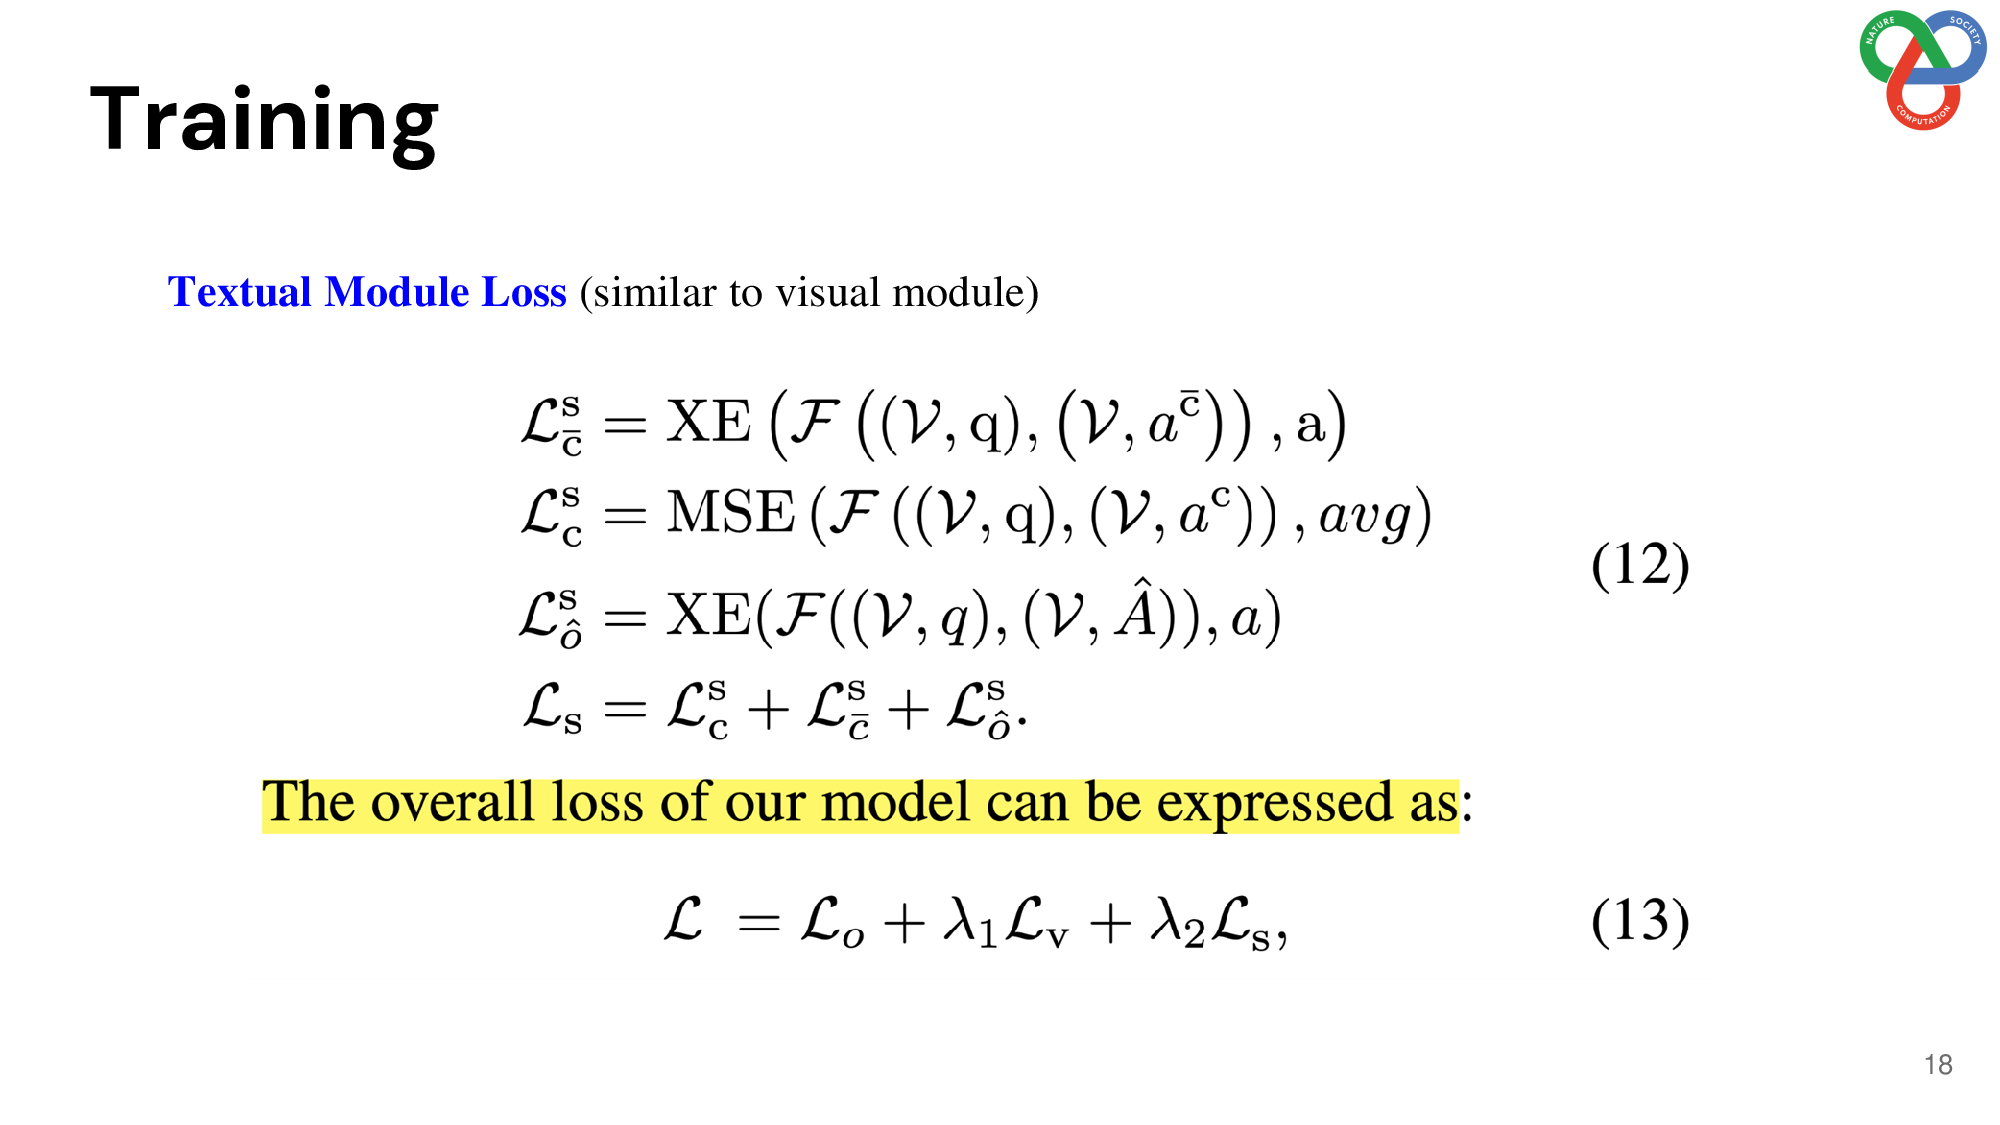 NATURE SOCIETY COMPUTATION
Training
Textual Module Loss (similar to visual module)
$\mathcal{L}_{\bar{\mathrm{c}}}^{\mathrm{s}} = \mathrm{XE}\left(\mathcal{F}\left((\mathcal{V}, \mathrm{q}), \left(\mathcal{V}, a^{\bar{\mathrm{c}}}\right)\right), \mathrm{a}\right)$
$\mathcal{L}_{\mathrm{c}}^{\mathrm{s}} = \mathrm{MSE}\left(\mathcal{F}\left((\mathcal{V}, \mathrm{q}), (\mathcal{V}, a^{\mathrm{c}})\right), avg\right)$
(12)
$\mathcal{L}_{\hat{o}}^{\mathrm{s}} = \mathrm{XE}(\mathcal{F}((\mathcal{V}, q), (\mathcal{V}, \hat{A})), a)$
$\mathcal{L}_{\mathrm{s}} = \mathcal{L}_{\mathrm{c}}^{\mathrm{s}} + \mathcal{L}_{\bar{c}}^{\mathrm{s}} + \mathcal{L}_{\hat{o}}^{\mathrm{s}}.$
The overall loss of our model can be expressed as:
$\mathcal{L} = \mathcal{L}_{o} + \lambda_1 \mathcal{L}_{\mathrm{v}} + \lambda_2 \mathcal{L}_{\mathrm{s}},$ (13)
18